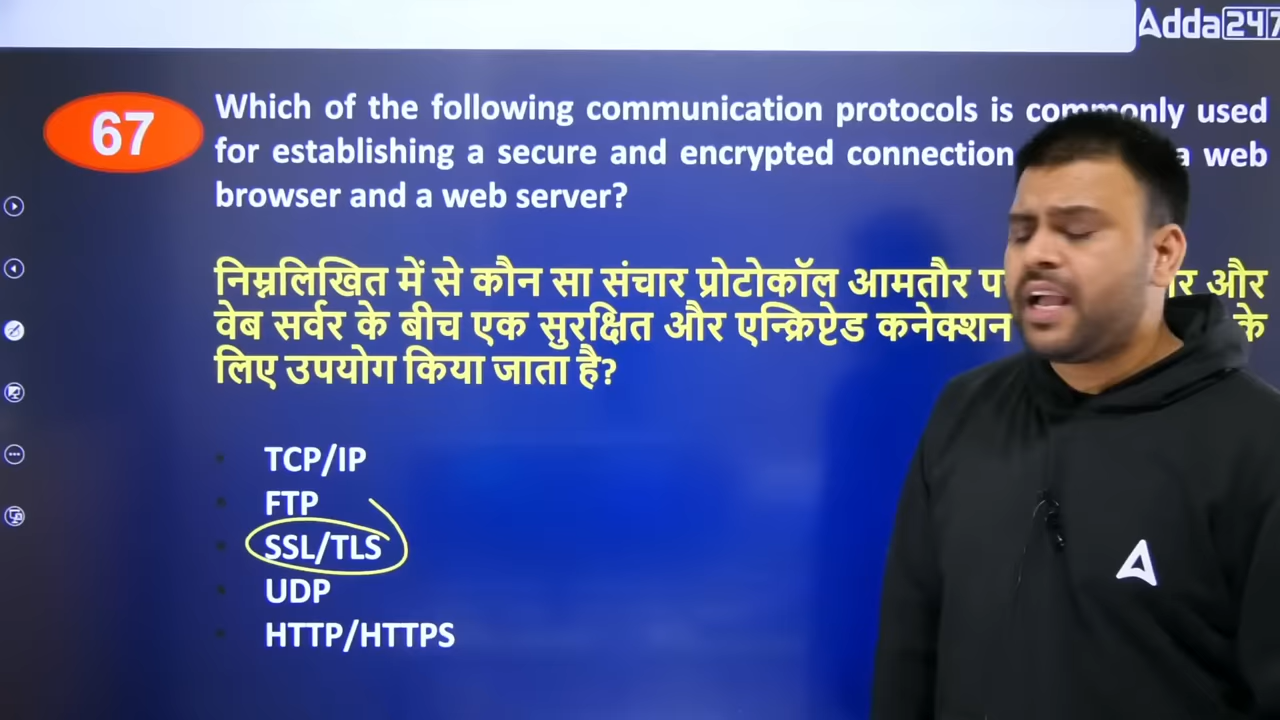 Adda247
67
Which of the following communication protocols is commonly used
for establishing a secure and encrypted connection a web
browser and a web server?
निम्नलिखित में से कौन सा संचार प्रोटोकॉल आमतौर और
वेब सर्वर के बीच एक सुरक्षित और एन्क्रिप्टेड कनेक्शन के
लिए उपयोग किया जाता है?
TCP/IP
FTP
SSL/TLS
UDP
HTTP/HTTPS